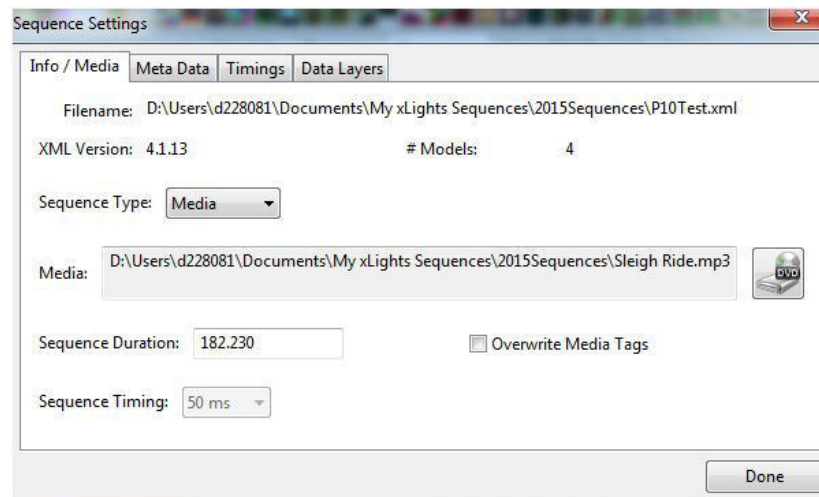 Sequence Settings
Info / Media Meta Data Timings Data Layers
Filename: D:\Users\d228081\Documents\My xLights Sequences\2015Sequences\P10Test.xml
XML Version: 4.1.13 # Models: 4
Sequence Type: Media
Media: D:\Users\d228081\Documents\My xLights Sequences\2015Sequences\Sleigh Ride.mp3
DVD
Sequence Duration: 182.230 Overwrite Media Tags
Sequence Timing: 50 ms
Done